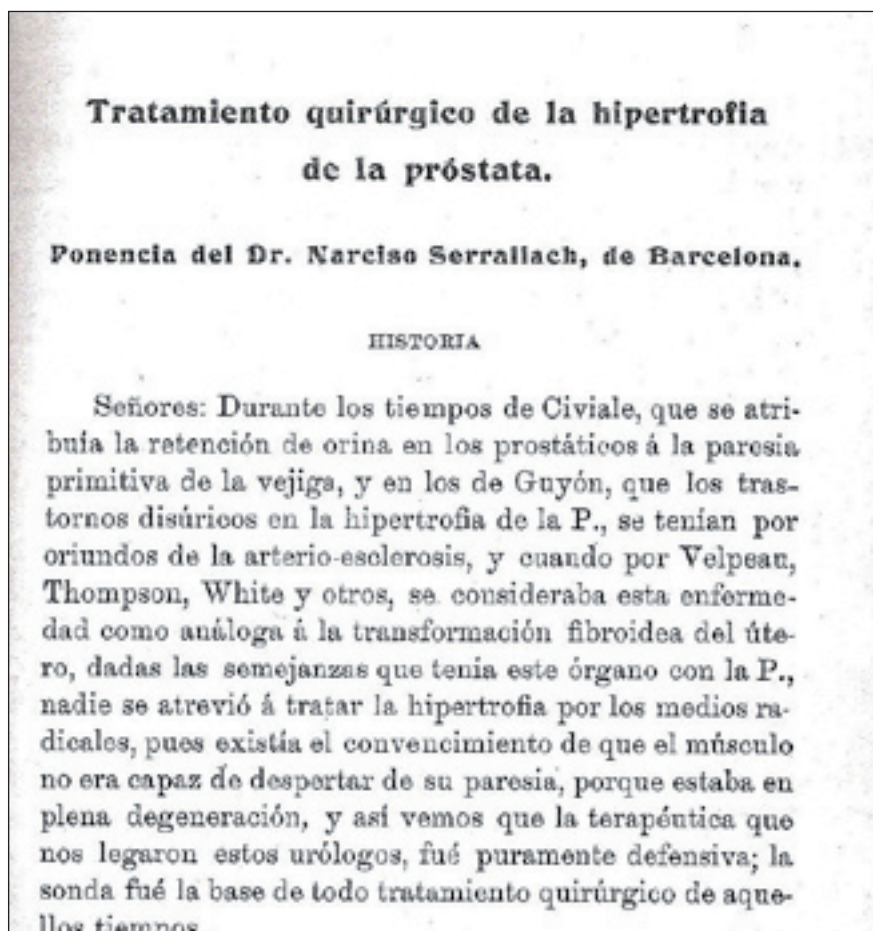 Tratamiento quirúrgico de la hipertrofia
de la próstata.
Ponencia del Dr. Narciso Serrallach, de Barcelona.
HISTORIA
Señores: Durante los tiempos de Civiale, que se atri-
buía la retención de orina en los prostáticos á la paresia
primitiva de la vejiga, y en los de Guyón, que los tras-
tornos disúricos en la hipertrofia de la P., se tenían por
oriundos de la arterio-esclerosis, y cuando por Velpeau,
Thompson, White y otros, se consideraba esta enferme-
dad como análoga á la transformación fibroidea del úte-
ro, dadas las semejanzas que tenia este órgano con la P.,
nadie se atrevió á tratar la hipertrofia por los medios ra-
dicales, pues existía el convencimiento de que el músculo
no era capaz de despertar de su paresia, porque estaba en
plena degeneración, y así vemos que la terapéutica que
nos legaron estos urólogos, fué puramente defensiva; la
sonda fué la base de todo tratamiento quirúrgico de aque-
llos tiempos.